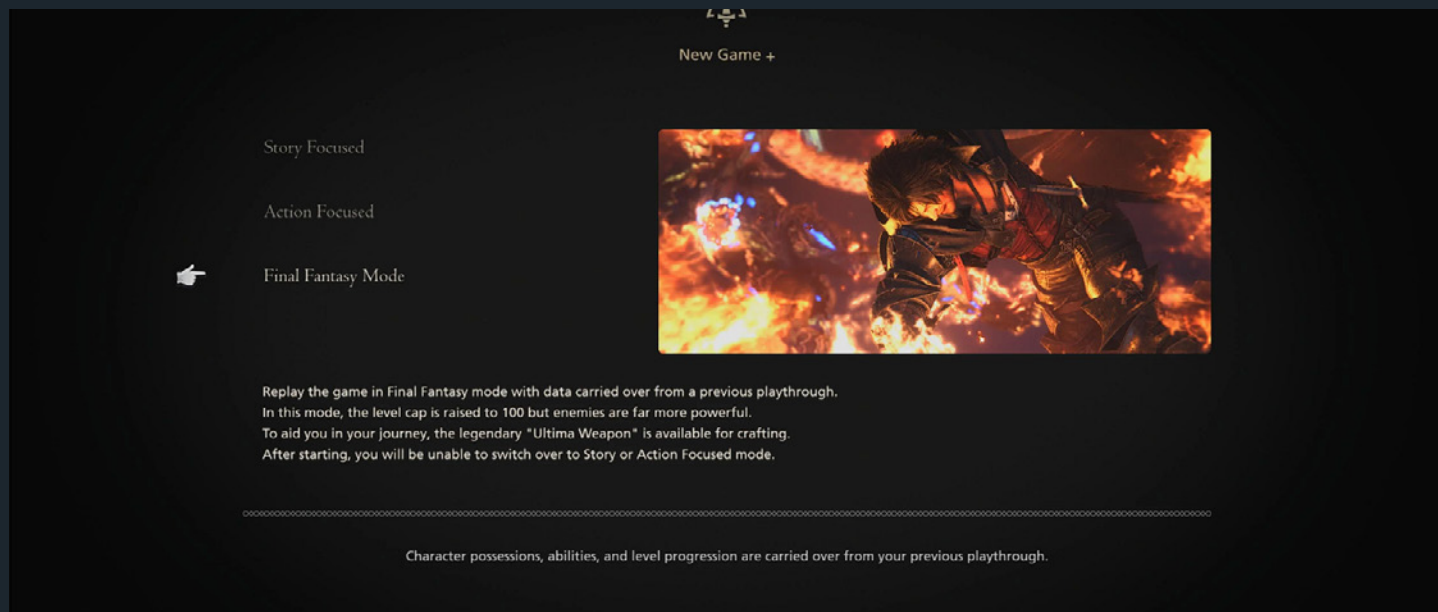 New Game +
Story Focused
Action Focused
Final Fantasy Mode
Replay the game in Final Fantasy mode with data carried over from a previous playthrough.
In this mode, the level cap is raised to 100 but enemies are far more powerful.
To aid you in your journey, the legendary "Ultima Weapon" is available for crafting.
After starting, you will be unable to switch over to Story or Action Focused mode.
Character possessions, abilities, and level progression are carried over from your previous playthrough.